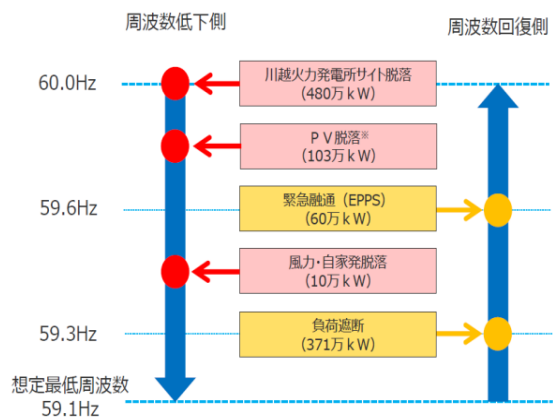 周波数低下側
周波数回復側
60.0Hz
川越火力発電所サイト脱落
(480万kW)
ＰＶ脱落※
(103万kW)
59.6Hz
緊急融通（EPPS）
(60万kW)
風力・自家発脱落
(10万kW)
59.3Hz
負荷遮断
(371万kW)
想定最低周波数
59.1Hz